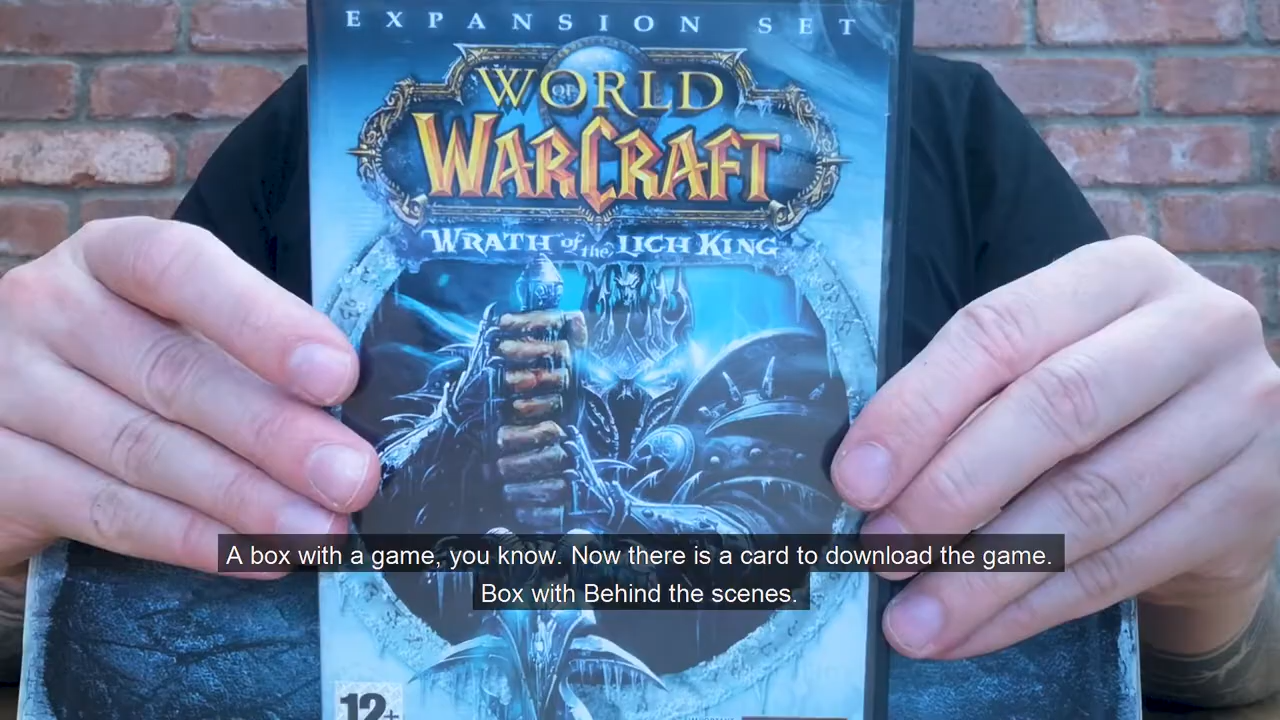 EXPANSION SET
WORLD
OF
WARCRAFT
WRATH of the LICH KING
A box with a game, you know. Now there is a card to download the game.
Box with Behind the scenes.
12+